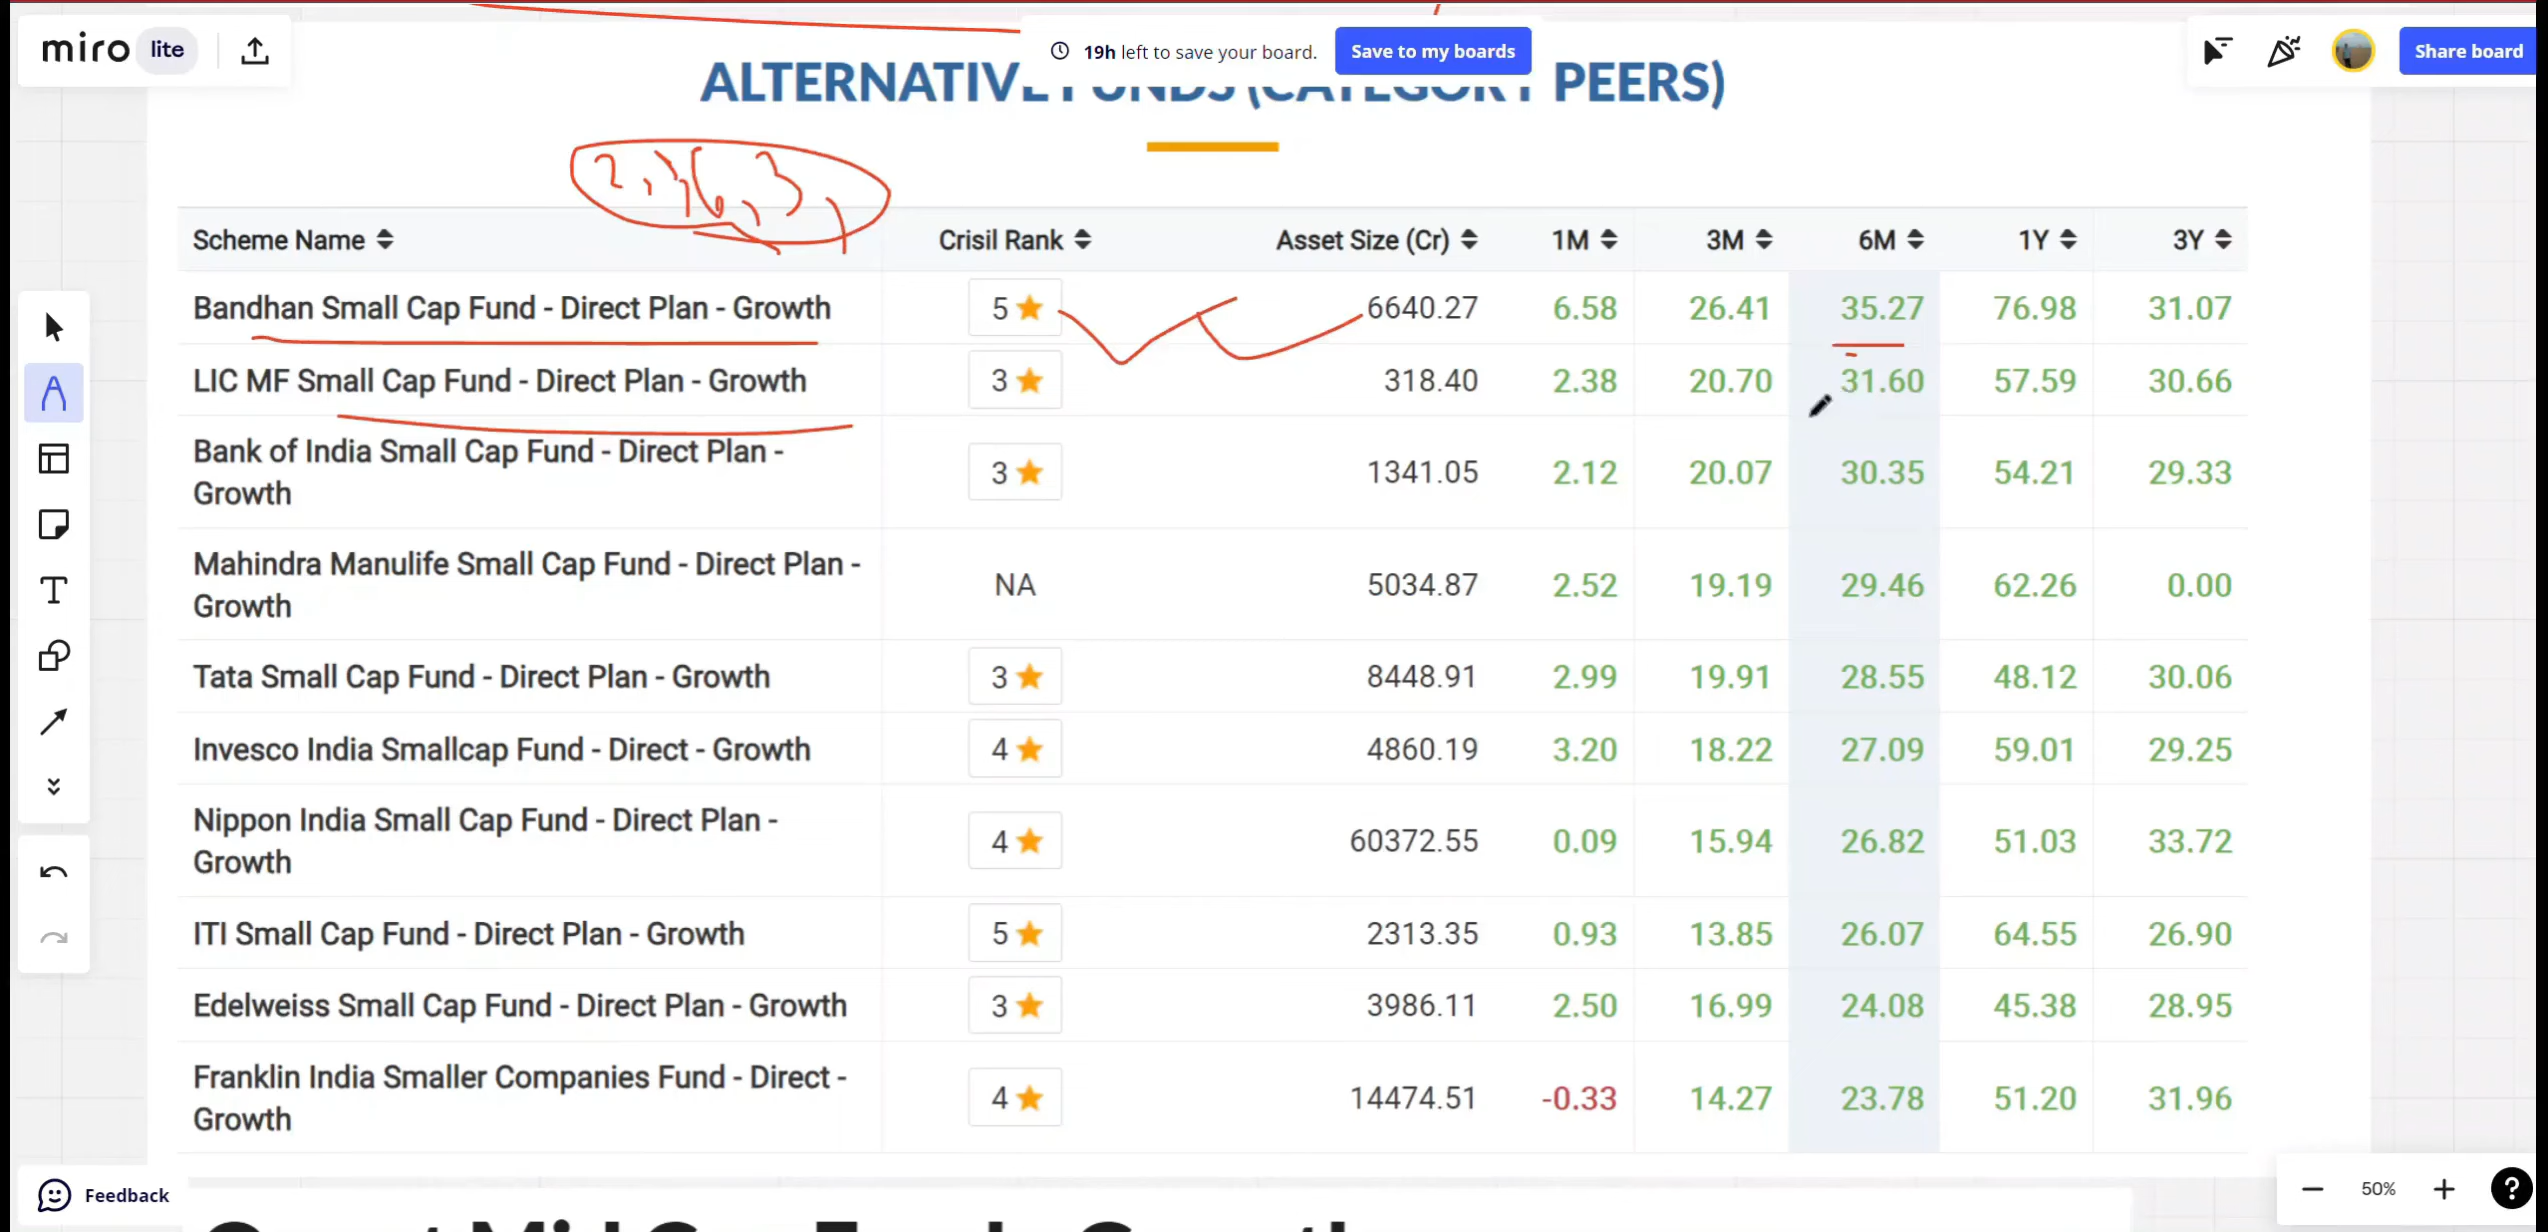 miro lite
19h left to save your board.
Save to my boards
Share board
ALTERNATIVE FUNDS (CATEGORY PEERS)
Scheme Name Crisil Rank Asset Size (Cr) 1M 3M 6M 1Y 3Y
Bandhan Small Cap Fund - Direct Plan - Growth 5 6640.27 6.58 26.41 35.27 76.98 31.07
LIC MF Small Cap Fund - Direct Plan - Growth 3 318.40 2.38 20.70 31.60 57.59 30.66
Bank of India Small Cap Fund - Direct Plan -
Growth 3 1341.05 2.12 20.07 30.35 54.21 29.33
Mahindra Manulife Small Cap Fund - Direct Plan -
Growth NA 5034.87 2.52 19.19 29.46 62.26 0.00
Tata Small Cap Fund - Direct Plan - Growth 3 8448.91 2.99 19.91 28.55 48.12 30.06
Invesco India Smallcap Fund - Direct - Growth 4 4860.19 3.20 18.22 27.09 59.01 29.25
Nippon India Small Cap Fund - Direct Plan -
Growth 4 60372.55 0.09 15.94 26.82 51.03 33.72
ITI Small Cap Fund - Direct Plan - Growth 5 2313.35 0.93 13.85 26.07 64.55 26.90
Edelweiss Small Cap Fund - Direct Plan - Growth 3 3986.11 2.50 16.99 24.08 45.38 28.95
Franklin India Smaller Companies Fund - Direct -
Growth 4 14474.51 -0.33 14.27 23.78 51.20 31.96
Feedback
50%